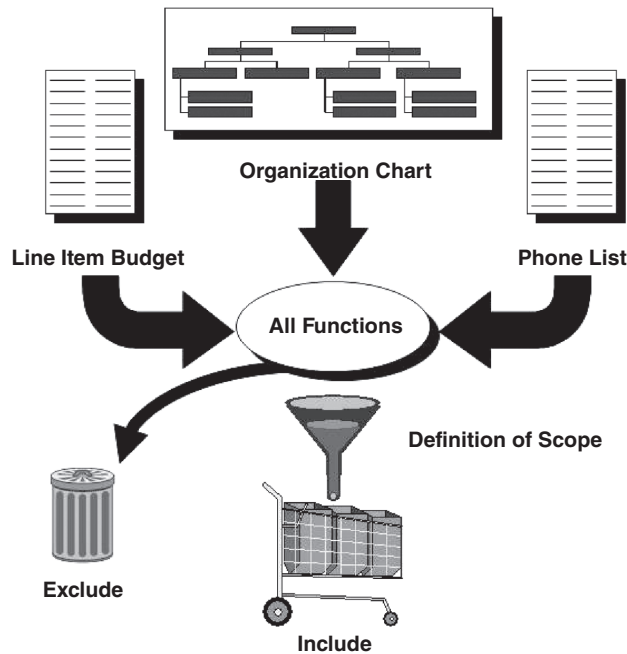 Organization Chart
Line Item Budget
Phone List
All Functions
Definition of Scope
Exclude
Include